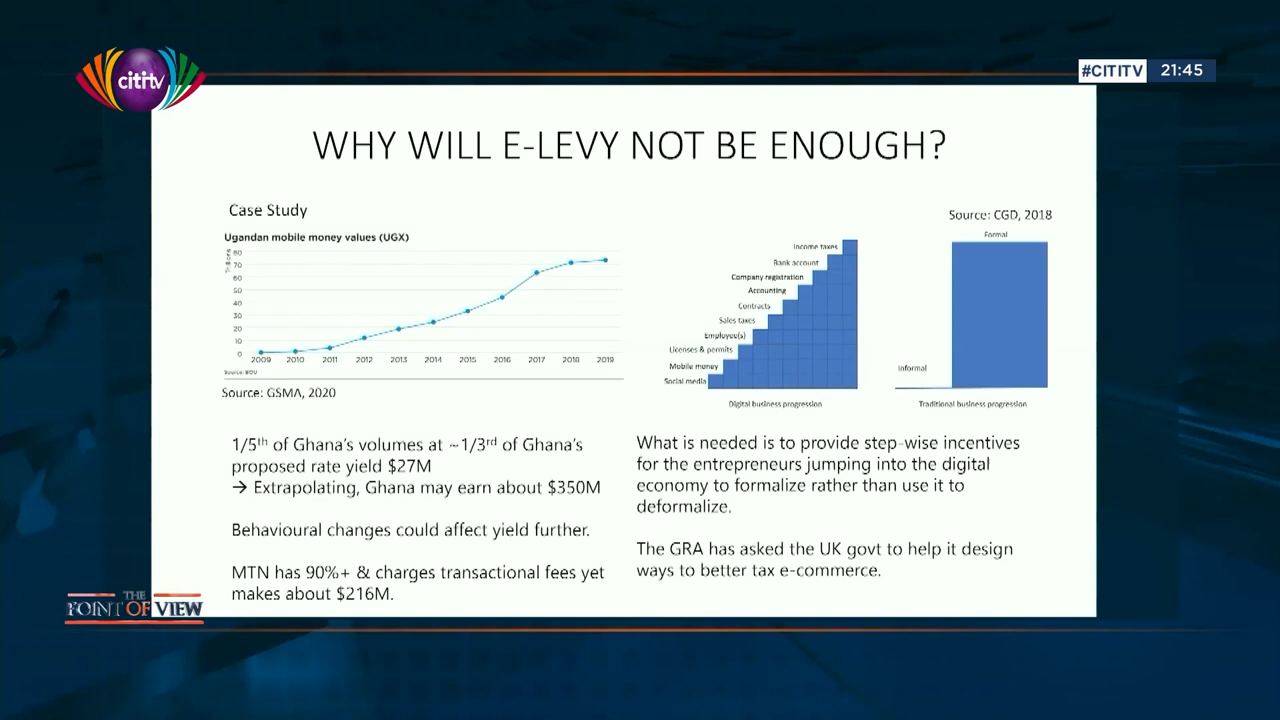 cititv
#CITITV 21:45
WHY WILL E-LEVY NOT BE ENOUGH?
Case Study
Ugandan mobile money values (UGX)
Trillions
80
70
60
50
40
30
20
10
0
2009 2010 2011 2012 2013 2014 2015 2016 2017 2018 2019
Source: BOU
Source: GSMA, 2020
1/5th of Ghana's volumes at ~1/3rd of Ghana's
proposed rate yield $27M
→ Extrapolating, Ghana may earn about $350M
Behavioural changes could affect yield further.
MTN has 90%+ & charges transactional fees yet
makes about $216M.
Source: CGD, 2018
Income taxes
Bank account
Company registration
Accounting
Contracts
Sales taxes
Employee(s)
Licenses & permits
Mobile money
Social media
Digital business progression
Formal
Informal
Traditional business progression
What is needed is to provide step-wise incentives
for the entrepreneurs jumping into the digital
economy to formalize rather than use it to
deformalize.
The GRA has asked the UK govt to help it design
ways to better tax e-commerce.
THE
POINT OF VIEW